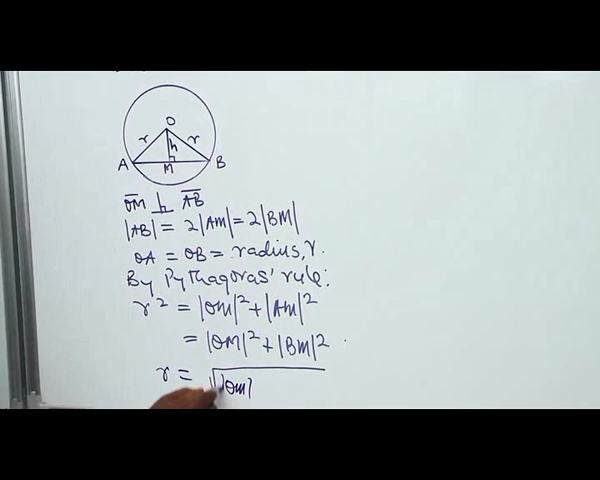 O
r r
h
A M B
OM ⊥ AB
|AB| = 2|AM| = 2|BM|
OA = OB = radius, r.
By Pythagoras' rule:
r² = |OM|² + |AM|²
= |OM|² + |BM|²
r = √|OM|